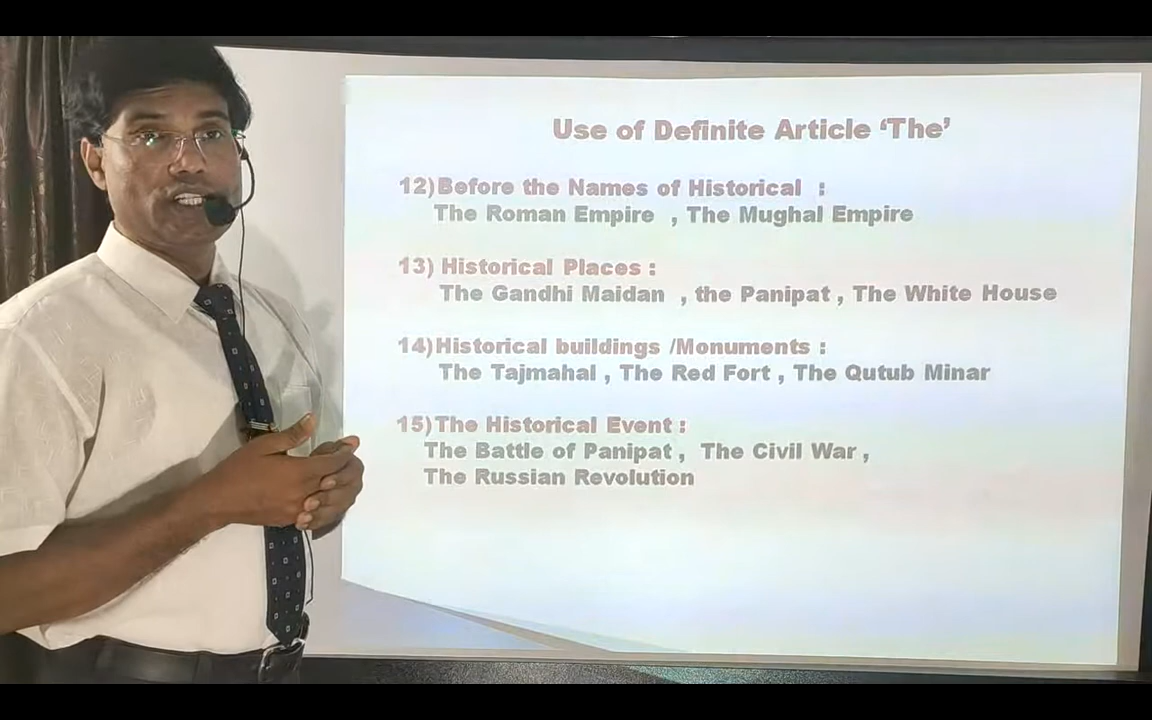 Use of Definite Article ‘The’
12)Before the Names of Historical :
The Roman Empire , The Mughal Empire
13) Historical Places :
The Gandhi Maidan , the Panipat , The White House
14)Historical buildings /Monuments :
The Tajmahal , The Red Fort , The Qutub Minar
15)The Historical Event :
The Battle of Panipat , The Civil War ,
The Russian Revolution